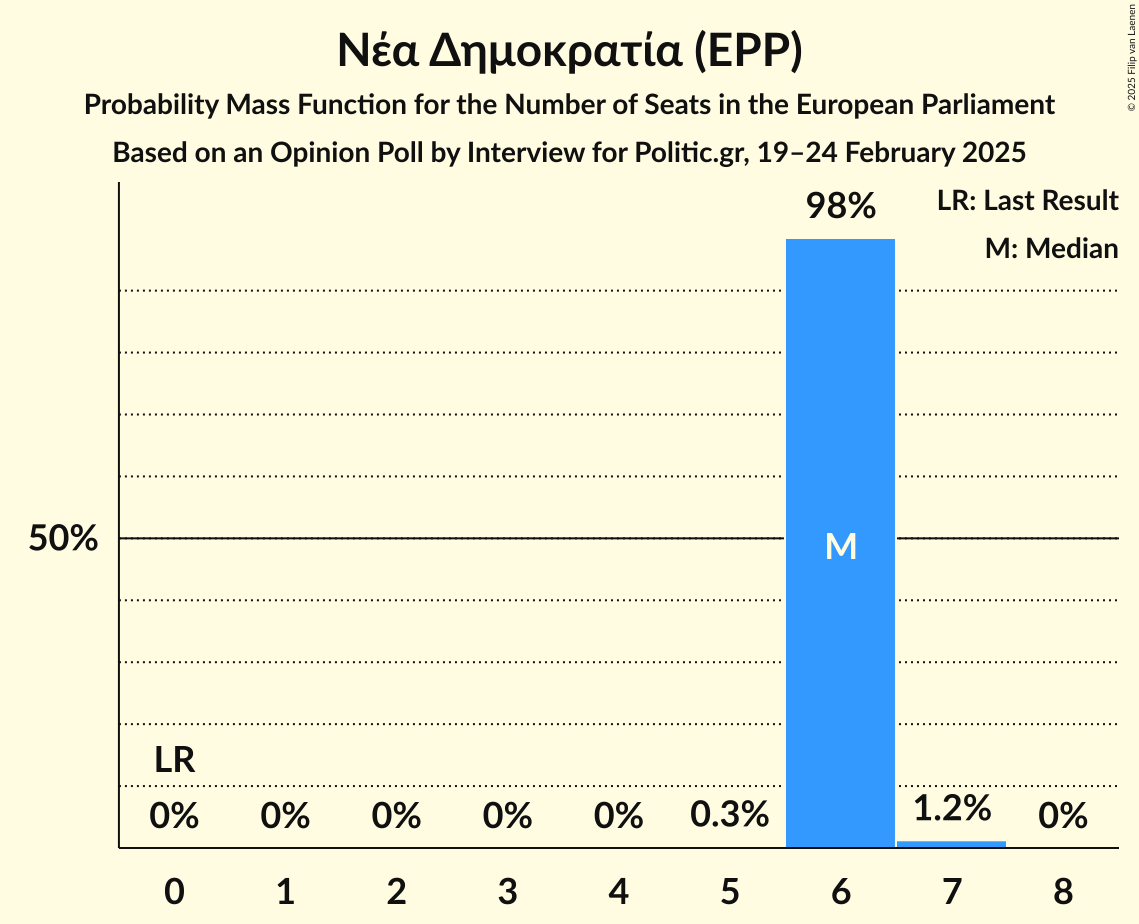 Νέα Δημοκρατία (EPP)
Probability Mass Function for the Number of Seats in the European Parliament
Based on an Opinion Poll by Interview for Politic.gr, 19–24 February 2025
© 2025 Filip van Laenen
LR: Last Result
M: Median
98%
50%
M
LR
0% 0% 0% 0% 0% 0.3% 1.2% 0%
0 1 2 3 4 5 6 7 8